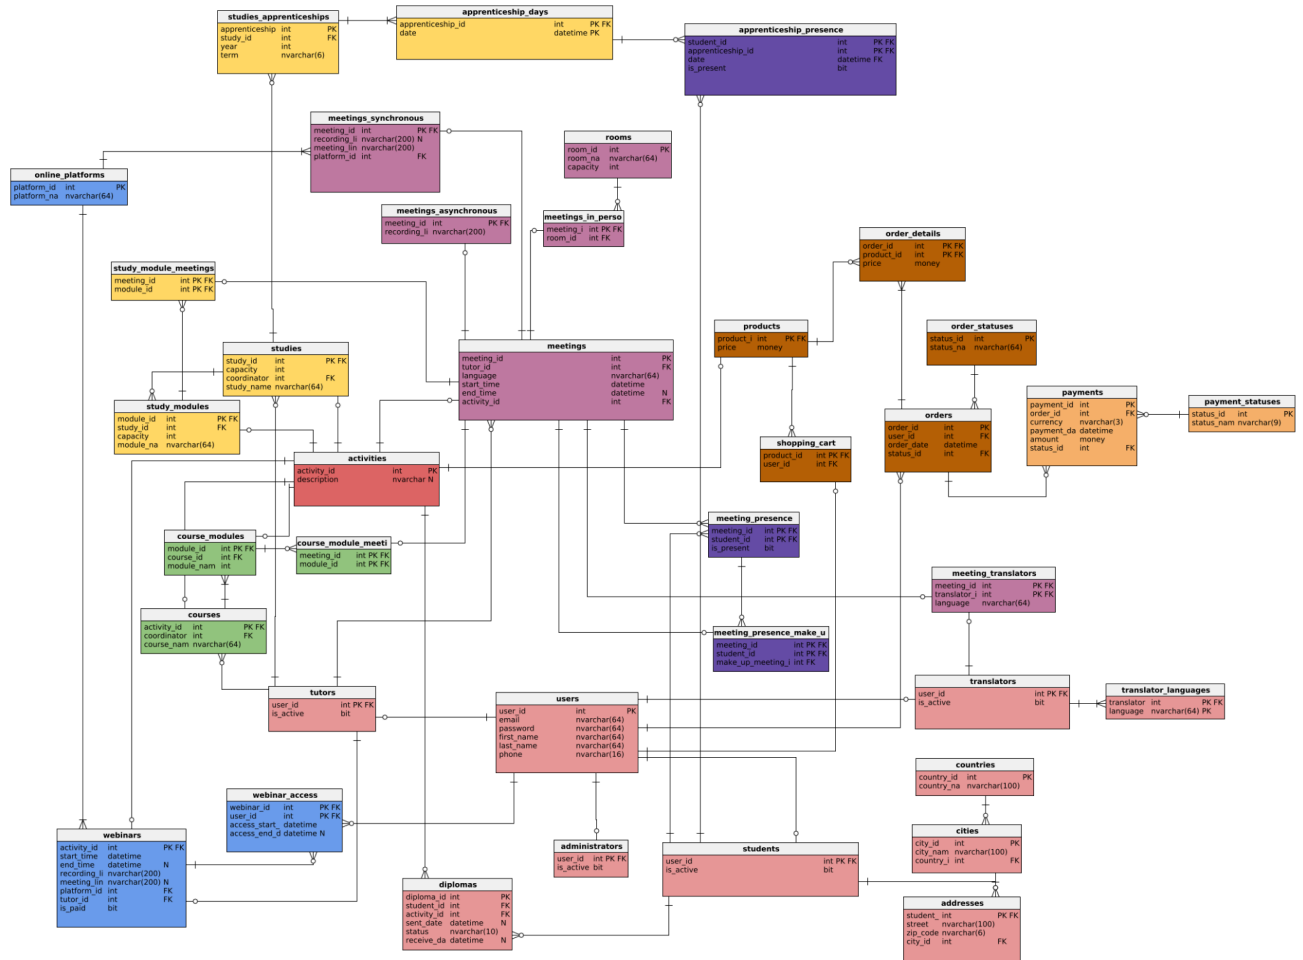 studies_apprenticeships
apprenticeship int PK
study_id int FK
year int
term nvarchar(6)
apprenticeship_days
apprenticeship_id int PK FK
date datetime PK
apprenticeship_presence
student_id int PK FK
apprenticeship_id int PK FK
date datetime FK
is_present bit
meetings_synchronous
meeting_id int PK FK
recording_li nvarchar(200) N
meeting_lin nvarchar(200)
platform_id int FK
rooms
room_id int PK
room_na nvarchar(64)
capacity int
online_platforms
platform_id int PK
platform_na nvarchar(64)
meetings_asynchronous
meeting_id int PK FK
recording_li nvarchar(200)
meetings_in_perso
meeting_i int PK FK
room_id int FK
order_details
order_id int PK FK
product_id int PK FK
price money
study_module_meetings
meeting_id int PK FK
module_id int PK FK
products
product_i int PK FK
price money
order_statuses
status_id int PK
status_na nvarchar(64)
studies
study_id int PK FK
capacity int
coordinator int FK
study_name nvarchar(64)
meetings
meeting_id int PK
tutor_id int FK
language nvarchar(64)
start_time datetime
end_time datetime N
activity_id int FK
payments
payment_id int PK
order_id int FK
currency nvarchar(3)
payment_da datetime
amount money
status_id int FK
payment_statuses
status_id int PK
status_nam nvarchar(9)
study_modules
module_id int PK FK
study_id int FK
capacity int
module_na nvarchar(64)
orders
order_id int PK
user_id int FK
order_date datetime
status_id int FK
shopping_cart
product_id int PK FK
user_id int FK
activities
activity_id int PK
description nvarchar N
course_modules
module_id int PK FK
course_id int FK
module_nam int
course_module_meeti
meeting_id int PK FK
module_id int PK FK
meeting_presence
meeting_id int PK FK
student_id int PK FK
is_present bit
meeting_translators
meeting_id int PK FK
translator_i int PK FK
language nvarchar(64)
courses
activity_id int PK FK
coordinator int FK
course_nam nvarchar(64)
meeting_presence_make_u
meeting_id int PK FK
student_id int PK FK
make_up_meeting_i int FK
tutors
user_id int PK FK
is_active bit
users
user_id int PK
email nvarchar(64)
password nvarchar(64)
first_name nvarchar(64)
last_name nvarchar(64)
phone nvarchar(16)
translators
user_id int PK FK
is_active bit
translator_languages
translator int PK FK
language nvarchar(64) PK
countries
country_id int PK
country_na nvarchar(100)
webinar_access
webinar_id int PK FK
user_id int PK FK
access_start_ datetime
access_end_d datetime N
webinars
activity_id int PK FK
start_time datetime
end_time datetime N
recording_li nvarchar(200)
meeting_lin nvarchar(200) N
platform_id int FK
tutor_id int FK
is_paid bit
administrators
user_id int PK FK
is_active bit
students
user_id int PK FK
is_active bit
cities
city_id int PK
city_nam nvarchar(100)
country_i int FK
diplomas
diploma_id int PK
student_id int FK
activity_id int FK
sent_date datetime N
status nvarchar(10)
receive_da datetime N
addresses
student_ int PK FK
street nvarchar(100)
zip_code nvarchar(6)
city_id int FK